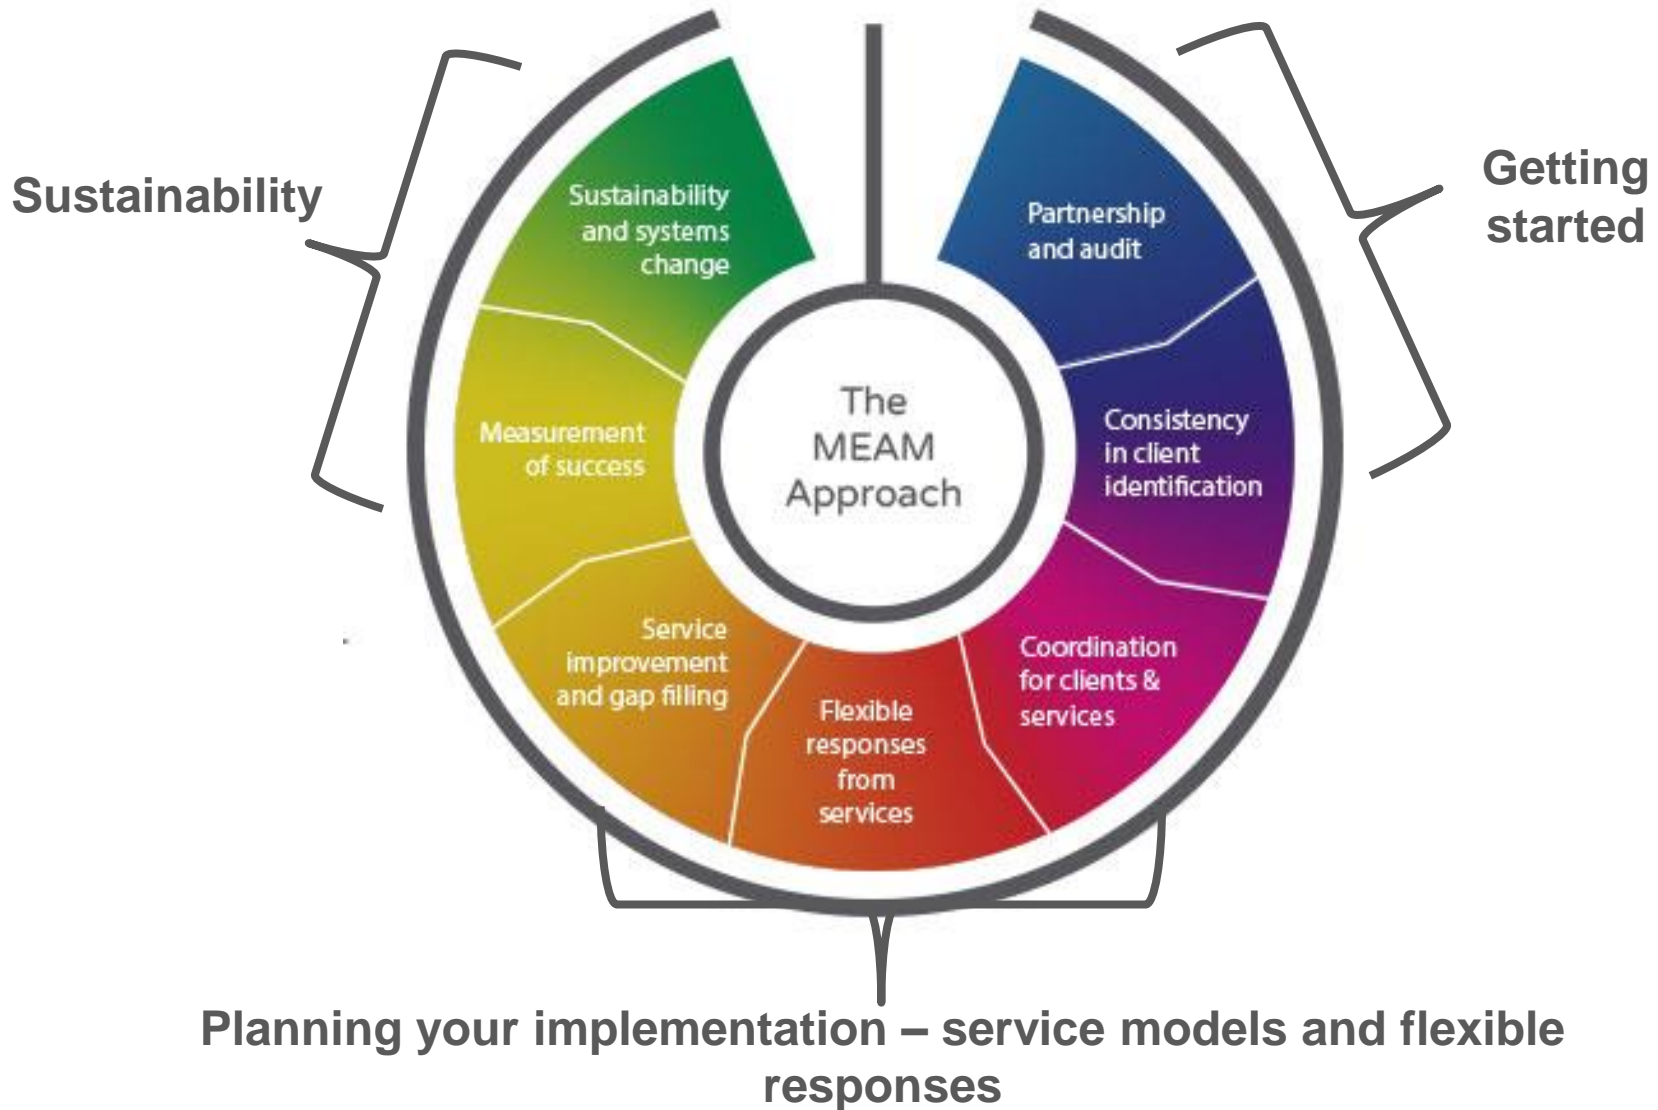 Sustainability
Getting
started
Sustainability
and systems
change
Partnership
and audit
Measurement
of success
The
MEAM
Approach
Consistency
in client
identification
Service
improvement
and gap filling
Flexible
responses
from
services
Coordination
for clients &
services
Planning your implementation – service models and flexible
responses